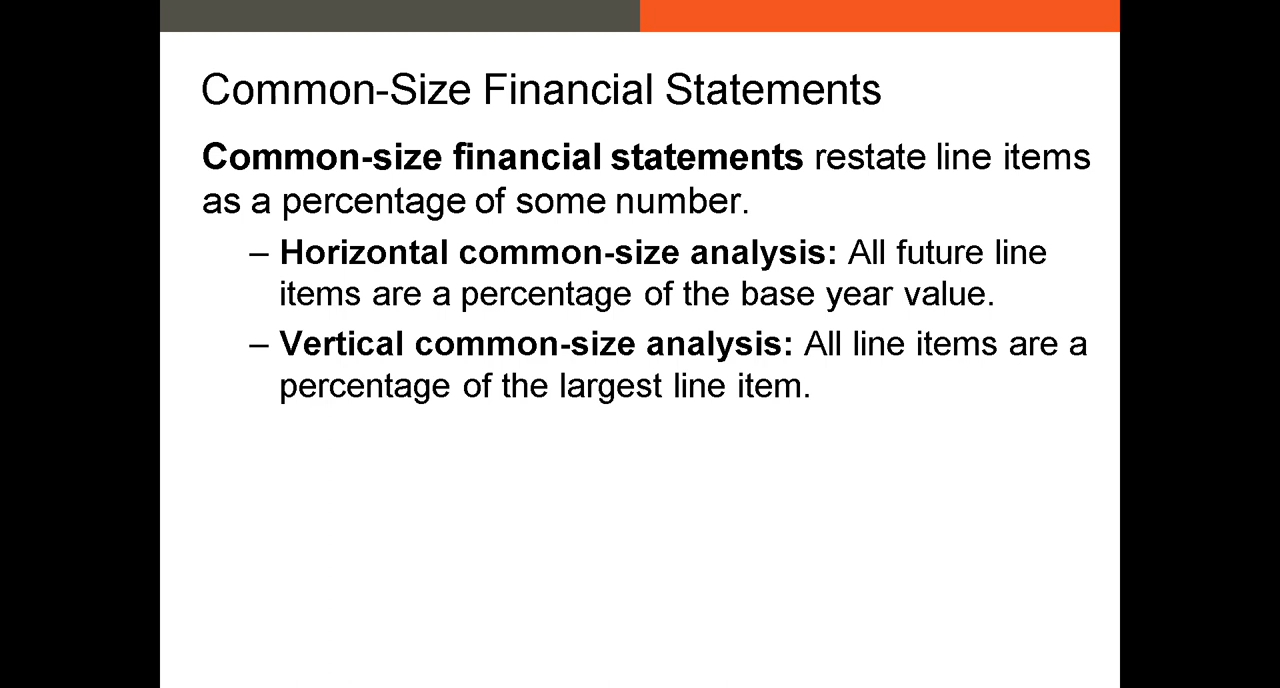 Common-Size Financial Statements
Common-size financial statements restate line items
as a percentage of some number.
– Horizontal common-size analysis: All future line
items are a percentage of the base year value.
– Vertical common-size analysis: All line items are a
percentage of the largest line item.